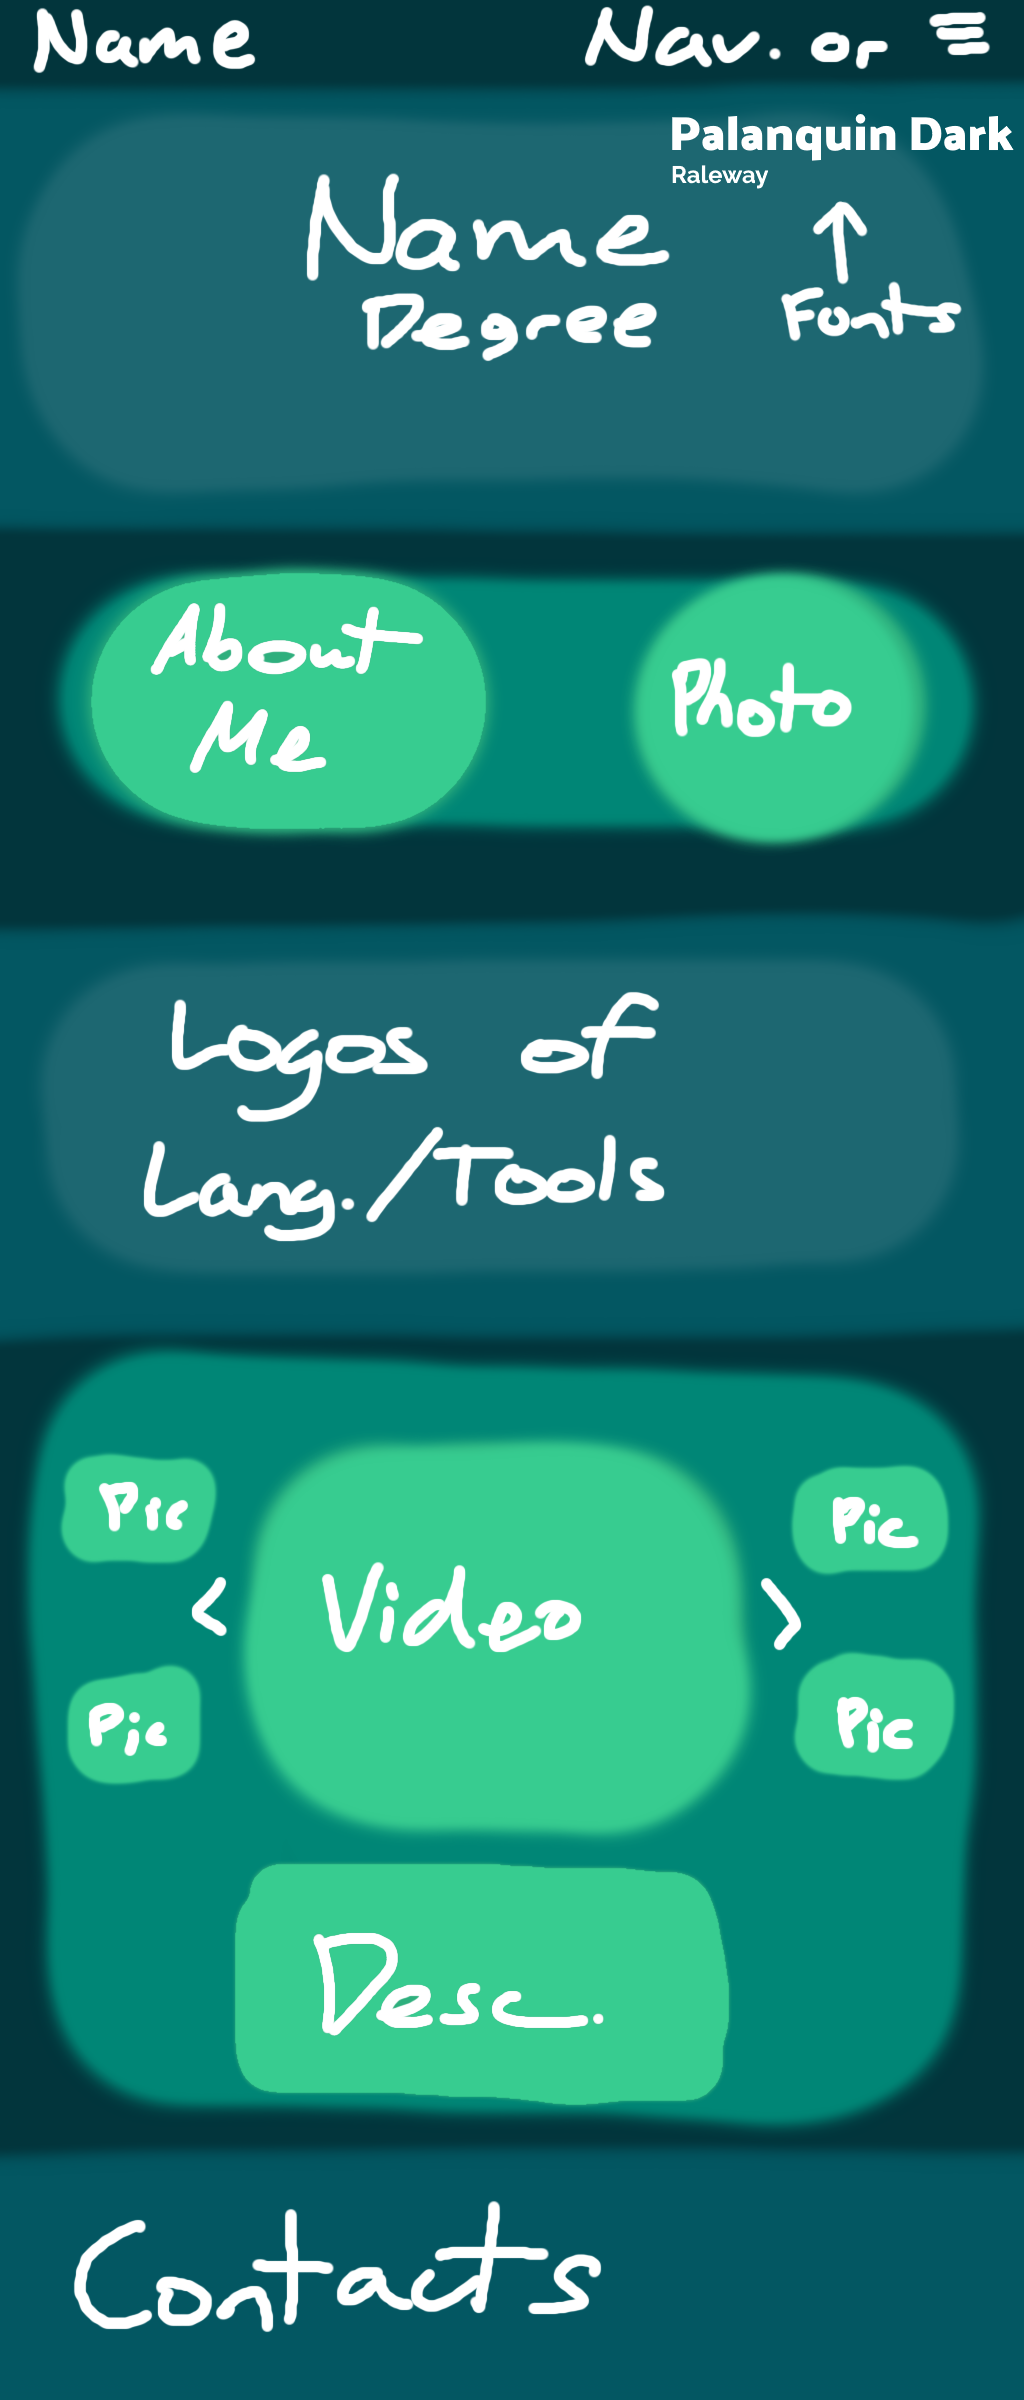 Name
Nav. or
Palanquin Dark
Raleway
Name
Degree
Fonts
About
Me
Photo
Logos of
Lang./Tools
Pic
Pic
< Video >
Pic
Pic
Desc.
Contacts